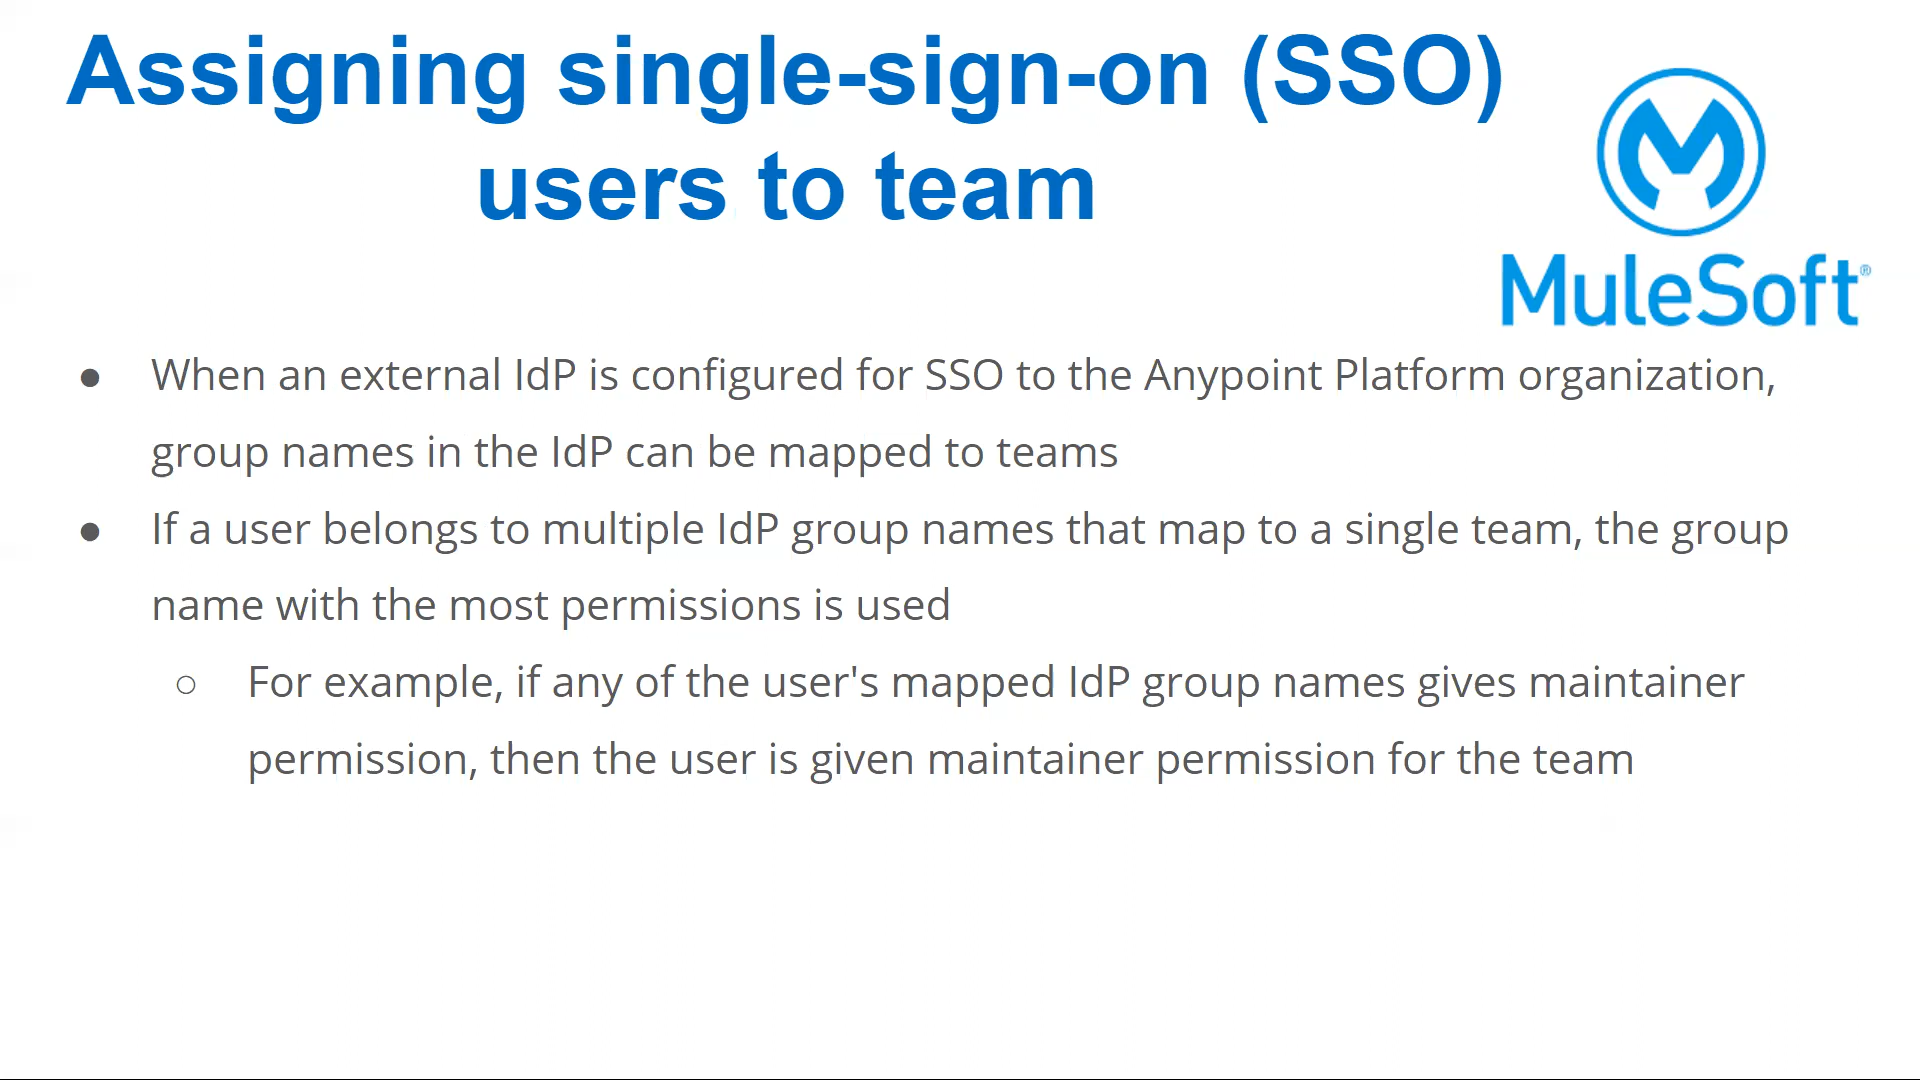 Assigning single-sign-on (SSO)
users to team
MuleSoft®
● When an external IdP is configured for SSO to the Anypoint Platform organization,
group names in the IdP can be mapped to teams
● If a user belongs to multiple IdP group names that map to a single team, the group
name with the most permissions is used
○ For example, if any of the user's mapped IdP group names gives maintainer
permission, then the user is given maintainer permission for the team